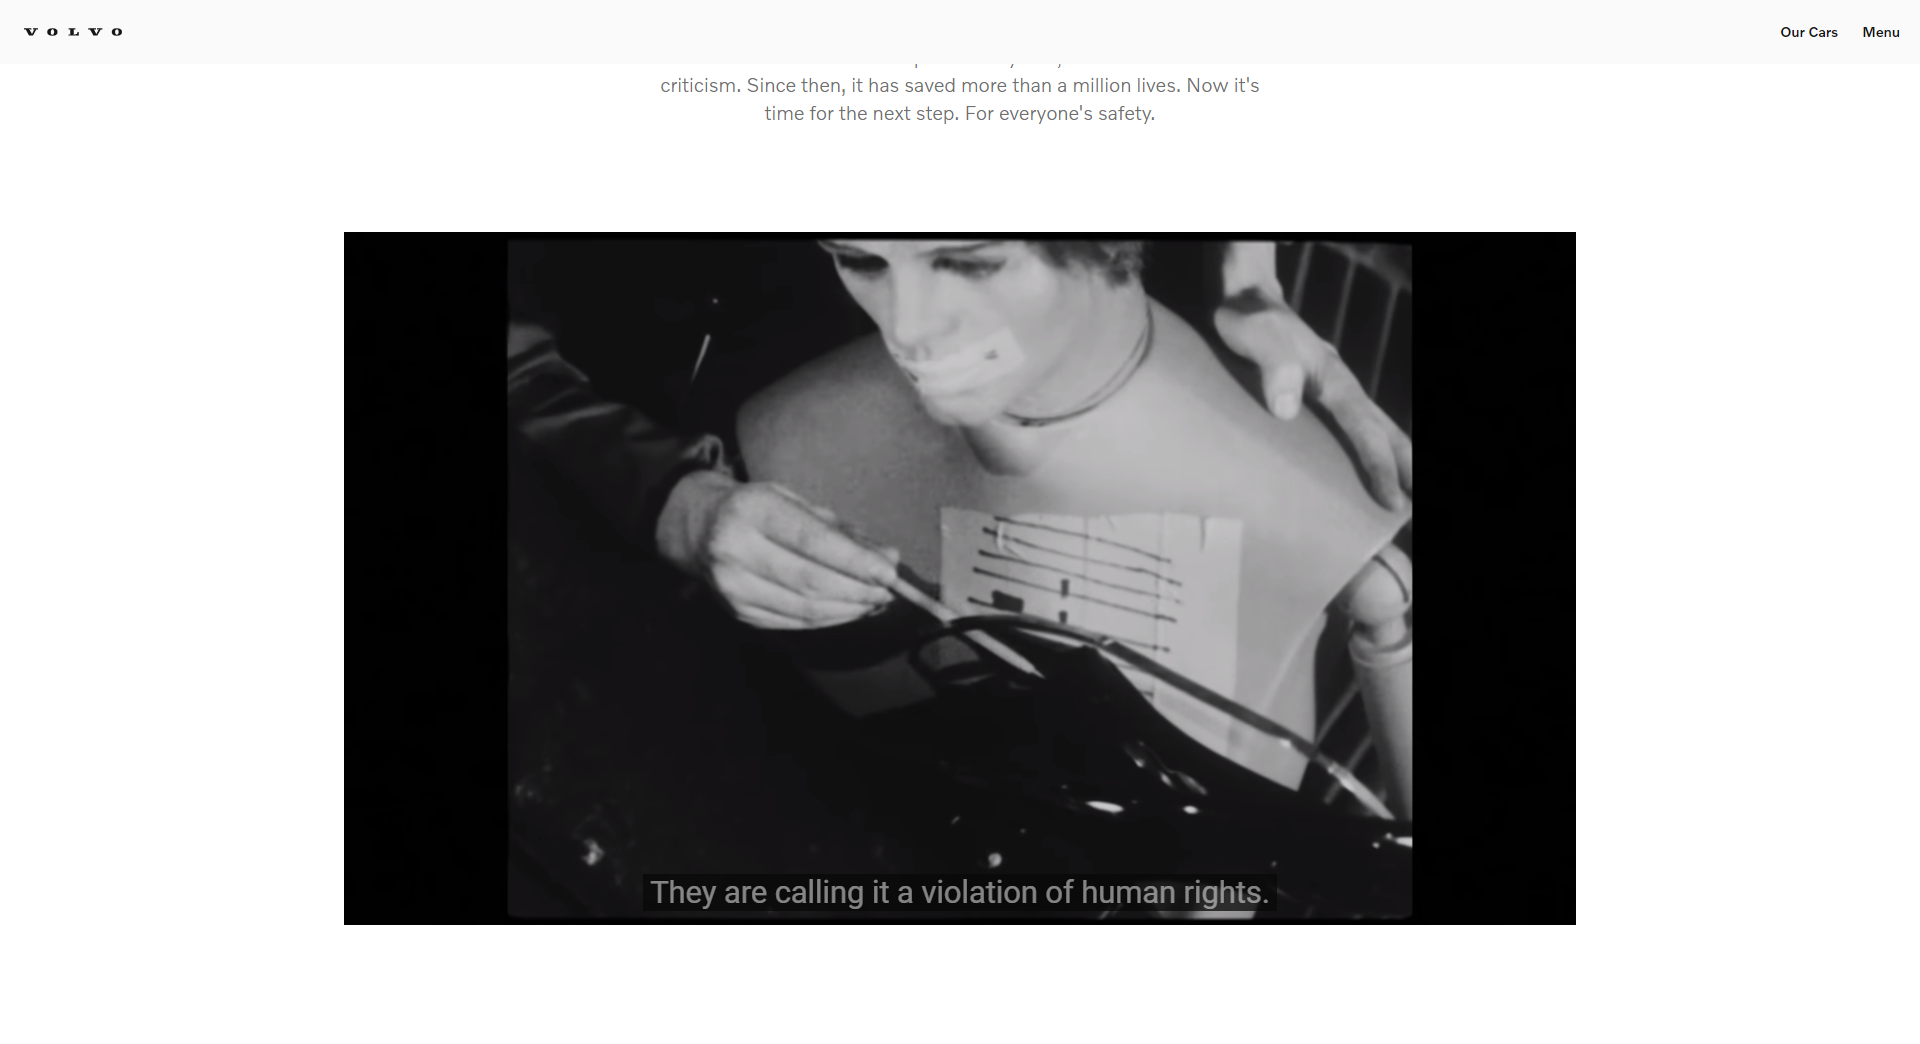 VOLVO
Our Cars
Menu
criticism. Since then, it has saved more than a million lives. Now it's
time for the next step. For everyone's safety.
They are calling it a violation of human rights.